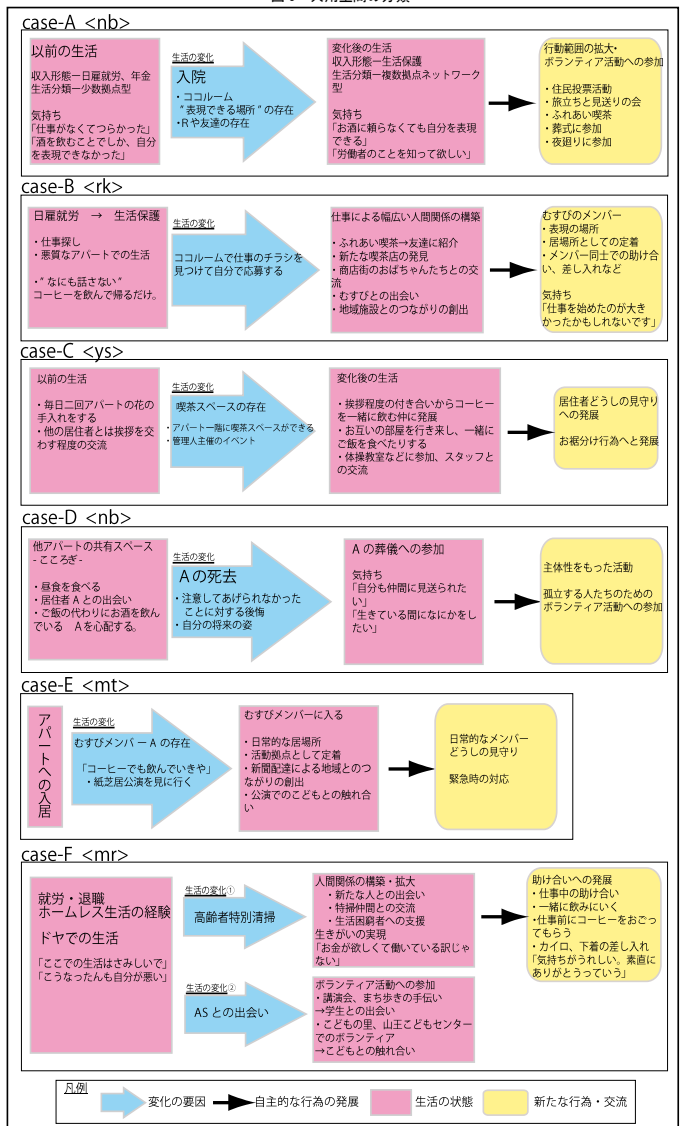 case-A <nb>
以前の生活
収入形態ー日雇就労、年金
生活分類ー少数拠点型
気持ち
「仕事がなくてつらかった」
「酒を飲むことでしか、自分
を表現できなかった」
生活の変化
入院
・ココルーム
“表現できる場所”の存在
・Rや友達の存在
変化後の生活
収入形態ー生活保護
生活分類ー複数拠点ネットワーク
型
気持ち
「お酒に頼らなくても自分を表現
できる」
「労働者のことを知って欲しい」
行動範囲の拡大・
ボランティア活動への参加
・住民投票活動
・旅立ちと見送りの会
・ふれあい喫茶
・葬式に参加
・夜廻りに参加
case-B <rk>
日雇就労 → 生活保護
・仕事探し
・悪質なアパートでの生活
・”なにも話さない“
コーヒーを飲んで帰るだけ。
生活の変化
ココルームで仕事のチラシを
見つけて自分で応募する
仕事による幅広い人間関係の構築
・ふれあい喫茶→友達に紹介
・新たな喫茶店の発見
・商店街のおばちゃんたちとの交
流
・むすびとの出会い
・地域施設とのつながりの創出
むすびのメンバー
・表現の場所
・居場所としての定着
・メンバー同士での助け合
い、差し入れなど
気持ち
「仕事を始めたのが大き
かったかもしれないです」
case-C <ys>
以前の生活
・毎日二回アパートの花の
手入れをする
・他の居住者とは挨拶を交
わす程度の交流
生活の変化
喫茶スペースの存在
・アパート一階に喫茶スペースができる
・管理人主催のイベント
変化後の生活
・挨拶程度の付き合いからコーヒー
を一緒に飲む仲に発展
・お互いの部屋を行き来し、一緒に
ご飯を食べたりする
・体操教室などに参加、スタッフと
の交流
居住者どうしの見守り
への発展
お裾分け行為へと発展
case-D <nb>
他アパートの共有スペース
-こころぎ-
・昼食を食べる
・居住者Aとの出会い
・ご飯の代わりにお酒を飲ん
でいる Aを心配する。
生活の変化
Aの死去
・注意してあげられなかった
ことに対する後悔
・自分の将来の姿
Aの葬儀への参加
気持ち
「自分も仲間に見送られた
い」
「生きている間になにかをし
たい」
主体性をもった活動
孤立する人たちのための
ボランティア活動への参加
case-E <mt>
アパートへの入居
生活の変化
むすびメンバーAの存在
「コーヒーでも飲んでいきや」
・紙芝居公演を見に行く
むすびメンバーに入る
・日常的な居場所
・活動拠点として定着
・新聞配達による地域とのつ
ながりの創出
・公演でのこどもとの触れ合
い
日常的なメンバー
どうしの見守り
緊急時の対応
case-F <mr>
就労・退職
ホームレス生活の経験
ドヤでの生活
「ここでの生活はさみしいで」
「こうなったんも自分が悪い」
生活の変化①
高齢者特別清掃
人間関係の構築・拡大
・新たな人との出会い
・特掃仲間との交流
・生活困窮者への支援
生きがいの実現
「お金が欲しくて働いている訳じゃ
ない」
助け合いへの発展
・仕事中の助け合い
・一緒に飲みにいく
・仕事前にコーヒーをおごっ
てもらう
・カイロ、下着の差し入れ
「気持ちがうれしい。素直に
ありがとうっていう」
生活の変化②
ASとの出会い
ボランティア活動への参加
・講演会、まち歩きの手伝い
→学生との出会い
・こどもの里、山王こどもセンター
でのボランティア
→こどもとの触れ合い
凡例
変化の要因
自主的な行為の発展
生活の状態
新たな行為・交流